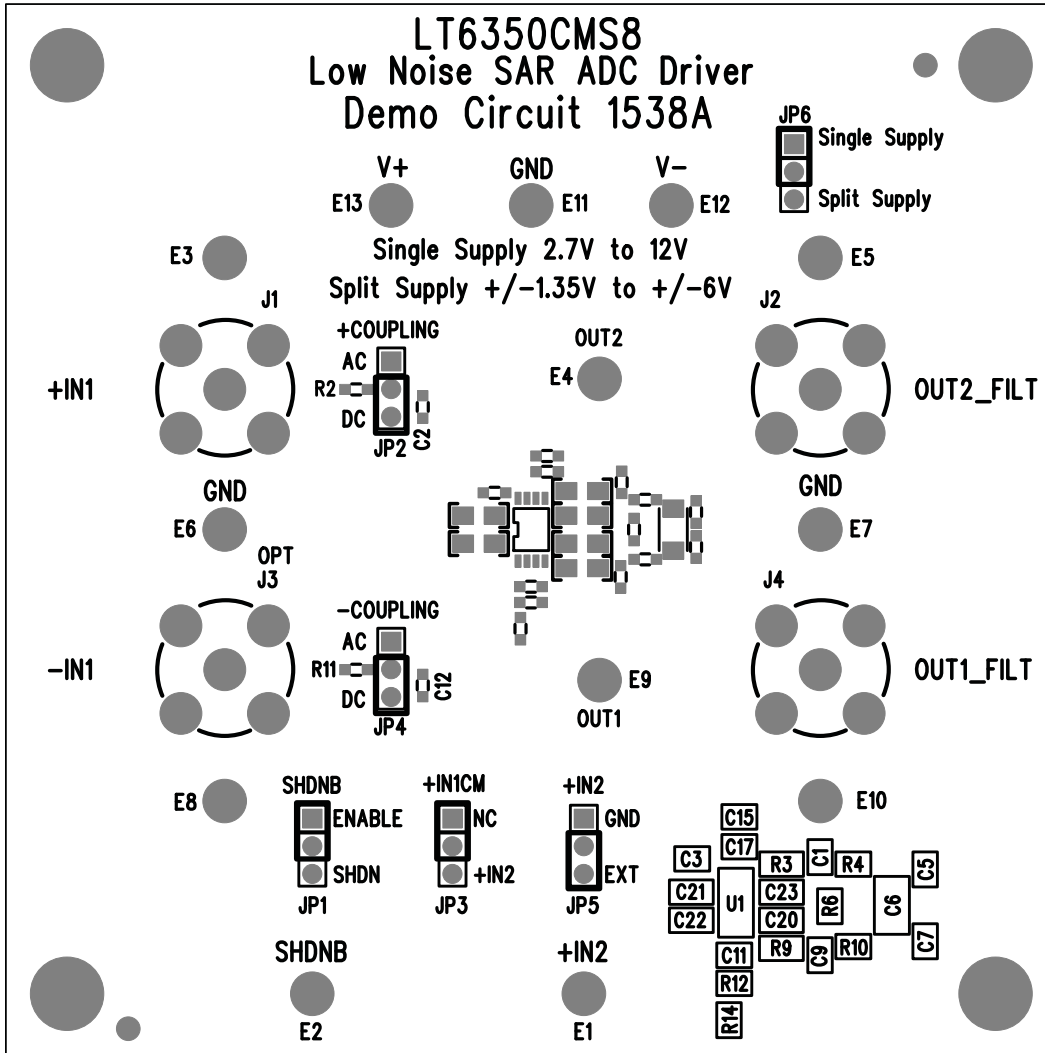 LT6350CMS8
Low Noise SAR ADC Driver
Demo Circuit 1538A
JP6
Single Supply
Split Supply
V+
GND
V-
E13
E11
E12
Single Supply 2.7V to 12V
Split Supply +/-1.35V to +/-6V
E3
E5
J1
J2
+COUPLING
AC
R2
DC
JP2
C2
OUT2
E4
+IN1
OUT2_FILT
GND
E6
GND
E7
OPT
J3
J4
-COUPLING
AC
R11
DC
JP4
C12
-IN1
E9
OUT1
OUT1_FILT
E8
E10
SHDNB
ENABLE
SHDN
JP1
+IN1CM
NC
+IN2
JP3
+IN2
GND
EXT
JP5
C15
C17
C3
R3
C1
R4
C5
C21
C23
U1
R6
C6
C22
C20
C11
R9
C9
R10
C7
R12
R14
SHDNB
E2
+IN2
E1